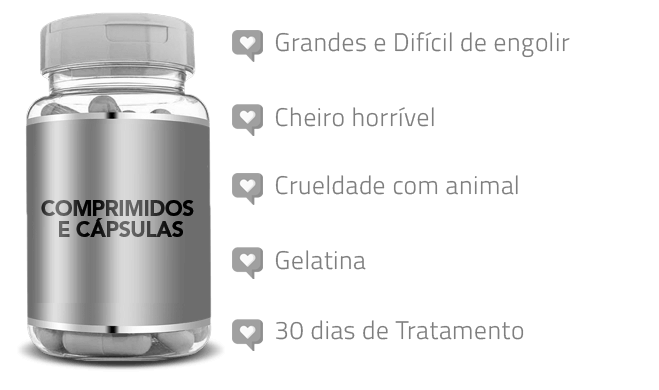 COMPRIMIDOS
E CÁPSULAS
Grandes e Difícil de engolir
Cheiro horrível
Crueldade com animal
Gelatina
30 dias de Tratamento